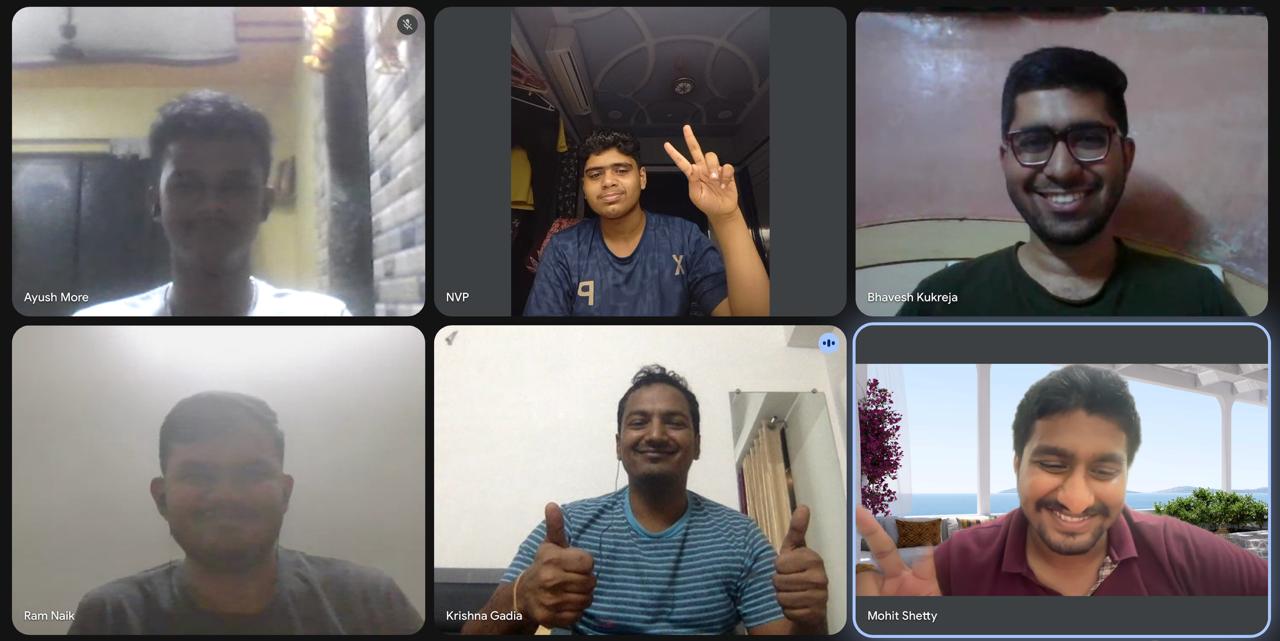 Ayush More
NVP
Bhavesh Kukreja
Ram Naik
Krishna Gadia
Mohit Shetty